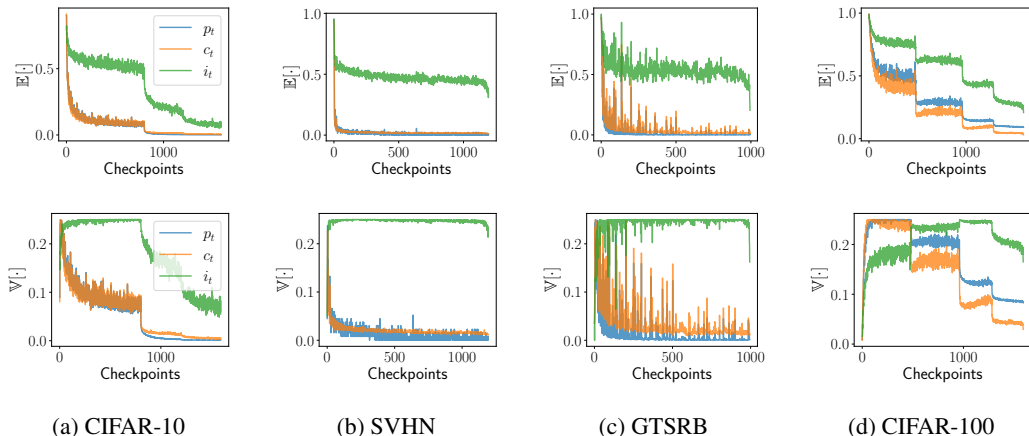 𝔼[·]
0.5
0.0
p_t
c_t
i_t
0
1000
Checkpoints
𝔼[·]
1.0
0.5
0.0
0
500
1000
Checkpoints
𝔼[·]
1.0
0.5
0.0
0
500
1000
Checkpoints
𝔼[·]
1.0
0.5
0.0
0
1000
Checkpoints
𝕍[·]
0.2
0.1
0.0
p_t
c_t
i_t
0
1000
Checkpoints
𝕍[·]
0.2
0.1
0.0
0
500
1000
Checkpoints
𝕍[·]
0.2
0.1
0.0
0
500
1000
Checkpoints
𝕍[·]
0.2
0.1
0.0
0
1000
Checkpoints
(a) CIFAR-10
(b) SVHN
(c) GTSRB
(d) CIFAR-100